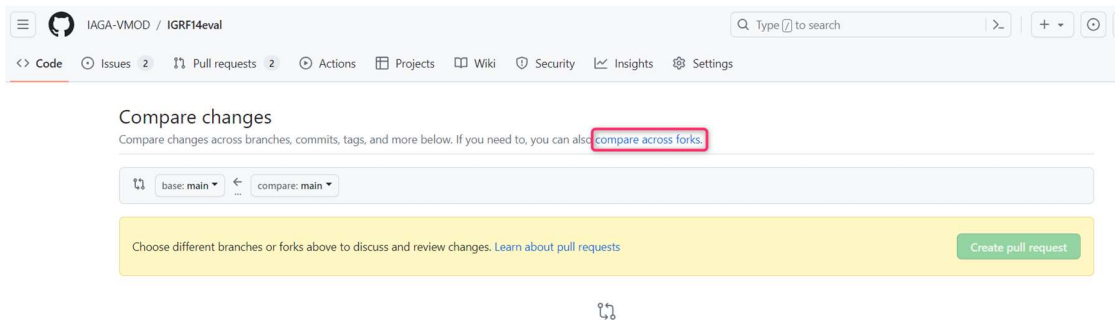 IAGA-VMOD / IGRF14eval Type / to search >_ +
<> Code Issues 2 Pull requests 2 Actions Projects Wiki Security Insights Settings
Compare changes
Compare changes across branches, commits, tags, and more below. If you need to, you can also compare across forks.
base: main ← ... compare: main
Choose different branches or forks above to discuss and review changes. Learn about pull requests Create pull request